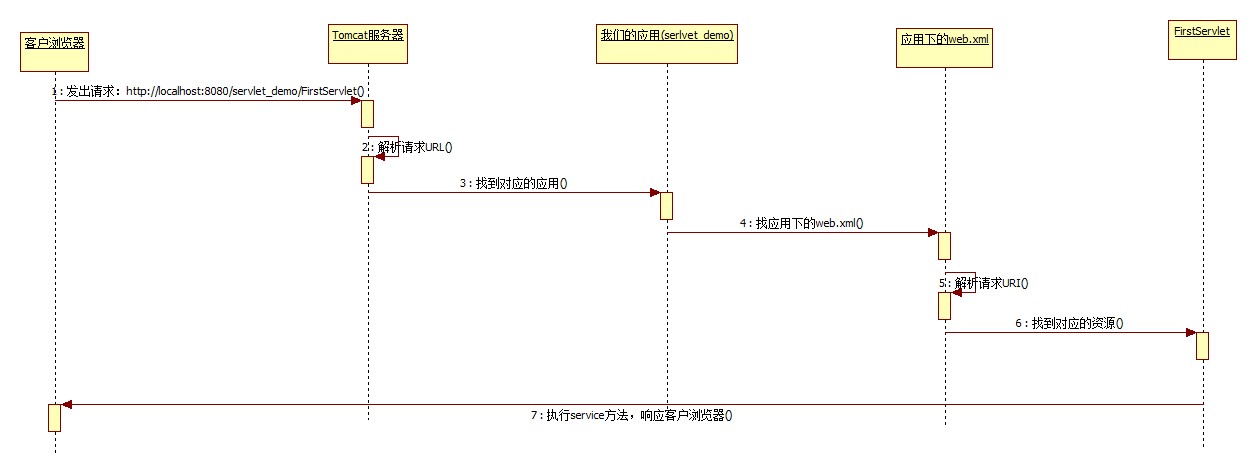 客户浏览器
Tomcat服务器
我们的应用(serlvet_demo)
应用下的web.xml
FirstServlet
1 : 发出请求：http://localhost:8080/servlet_demo/FirstServlet()
2 : 解析请求URL()
3 : 找到对应的应用()
4 : 找应用下的web.xml()
5 : 解析请求URI()
6 : 找到对应的资源()
7 : 执行service方法，响应客户浏览器()